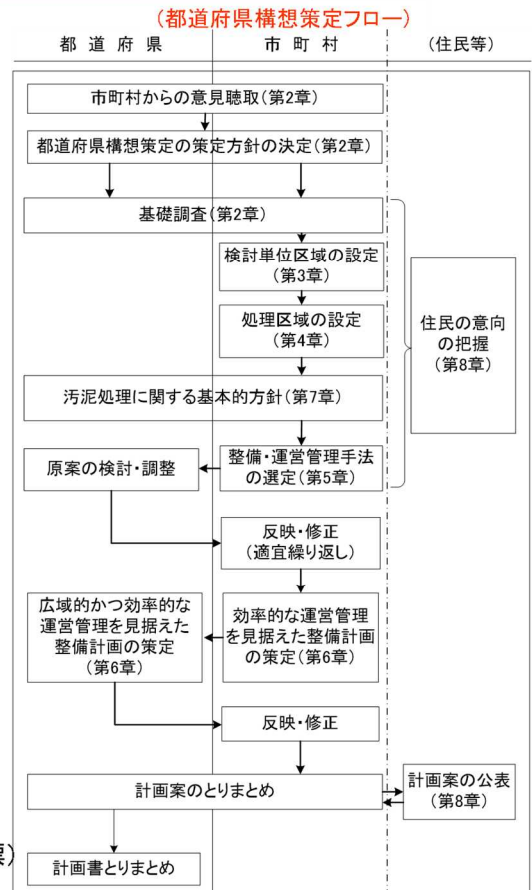 (都道府県構想策定フロー)
都 道 府 県
市 町 村
(住民等)
市町村からの意見聴取(第2章)
都道府県構想策定の策定方針の決定(第2章)
基礎調査(第2章)
検討単位区域の設定
(第3章)
処理区域の設定
(第4章)
住民の意向
の把握
(第8章)
汚泥処理に関する基本的方針(第7章)
整備・運営管理手法
の選定(第5章)
原案の検討・調整
反映・修正
(適宜繰り返し)
広域的かつ効率的な
運営管理を見据えた
整備計画の策定
(第6章)
効率的な運営管理
を見据えた整備計画
の策定(第6章)
反映・修正
計画案のとりまとめ
計画案の公表
(第8章)
計画書とりまとめ